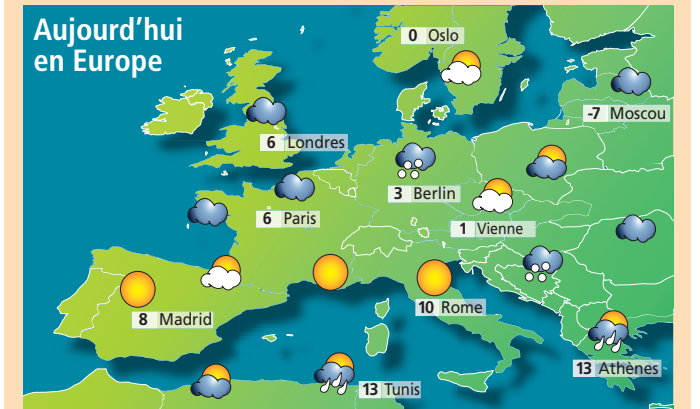 Aujourd'hui
en Europe
0 Oslo
-7 Moscou
6 Londres
3 Berlin
6 Paris
1 Vienne
8 Madrid
10 Rome
13 Athènes
13 Tunis